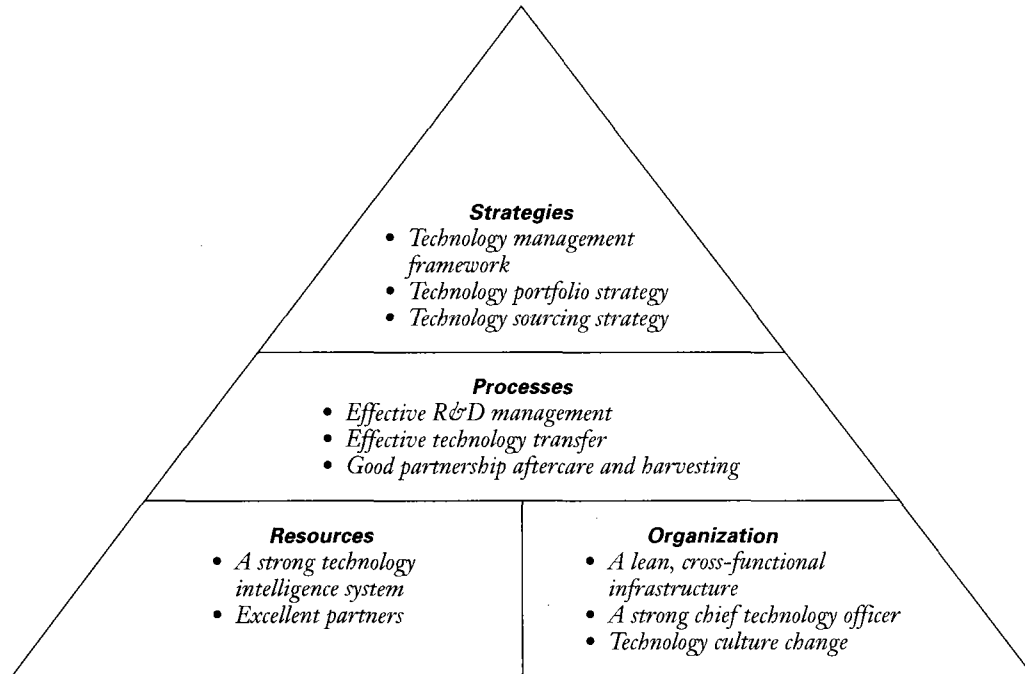 Strategies
• Technology management
framework
• Technology portfolio strategy
• Technology sourcing strategy
Processes
• Effective R&D management
• Effective technology transfer
• Good partnership aftercare and harvesting
Resources
• A strong technology
intelligence system
• Excellent partners
Organization
• A lean, cross-functional
infrastructure
• A strong chief technology officer
• Technology culture change